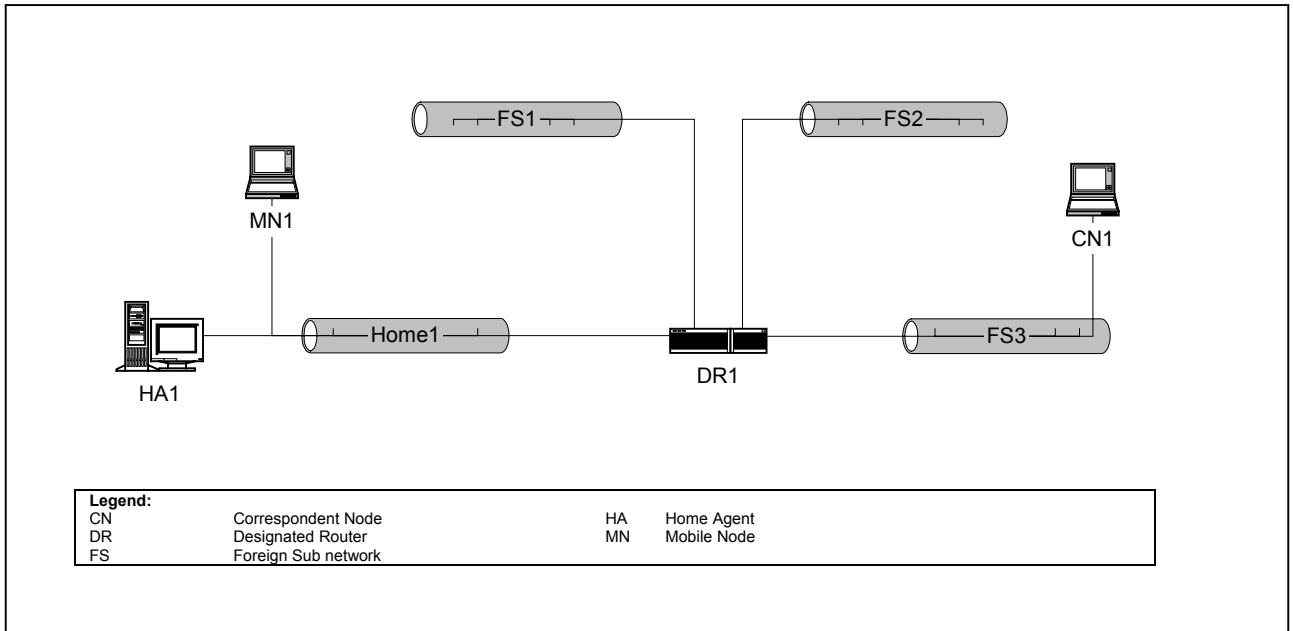 FS1
FS2
MN1
CN1
Home1
FS3
DR1
HA1
Legend:
CN Correspondent Node HA Home Agent
DR Designated Router MN Mobile Node
FS Foreign Sub network